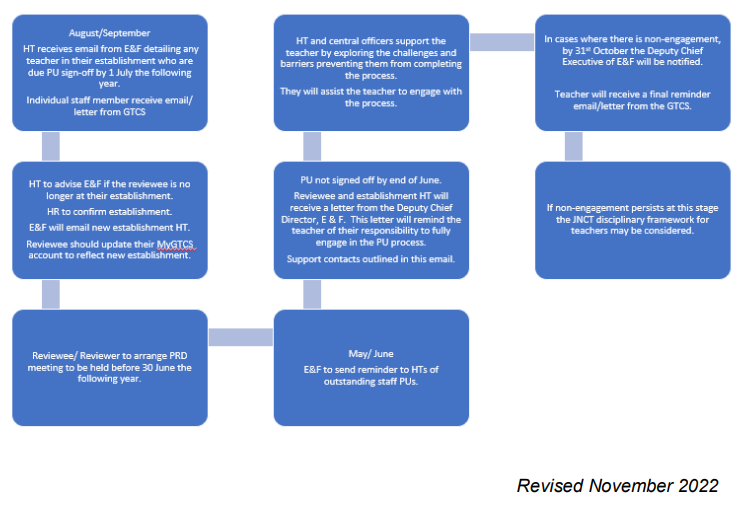 August/September
HT receives email from E&F detailing any
teacher in their establishment who are
due PU sign-off by 1 July the following
year.
Individual staff member receive email/
letter from GTCS
HT to advise E&F if the reviewee is no
longer at their establishment.
HR to confirm establishment.
E&F will email new establishment HT.
Reviewee should update their MyGTCS
account to reflect new establishment.
Reviewee/ Reviewer to arrange PRD
meeting to be held before 30 June the
following year.
May/ June
E&F to send reminder to HTs of
outstanding staff PUs.
PU not signed off by end of June.
Reviewee and establishment HT will
receive a letter from the Deputy Chief
Director, E & F.  This letter will remind the
teacher of their responsibility to fully
engage in the PU process.
Support contacts outlined in this email.
HT and central officers support the
teacher by exploring the challenges and
barriers preventing them from completing
the process.
They will assist the teacher to engage with
the process.
In cases where there is non-engagement,
by 31st October the Deputy Chief
Executive of E&F will be notified.
Teacher will receive a final reminder
email/letter from the GTCS.
If non-engagement persists at this stage
the JNCT disciplinary framework for
teachers may be considered.
Revised November 2022